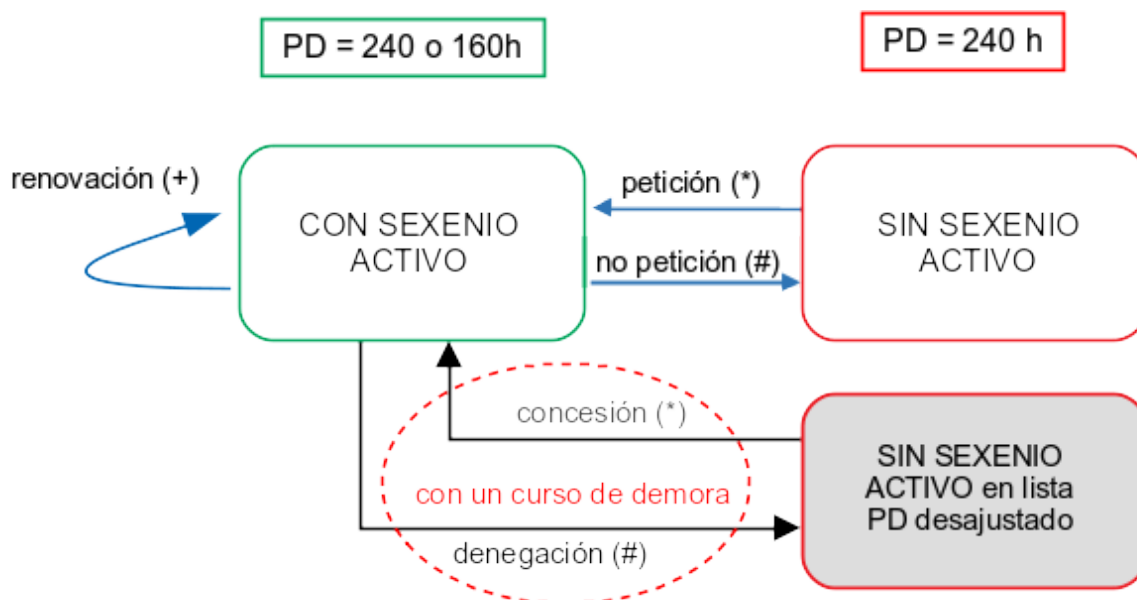 PD = 240 o 160h
PD = 240 h
renovación (+)
CON SEXENIO
ACTIVO
petición (*)
no petición (#)
SIN SEXENIO
ACTIVO
concesión (*)
con un curso de demora
denegación (#)
SIN SEXENIO
ACTIVO en lista
PD desajustado